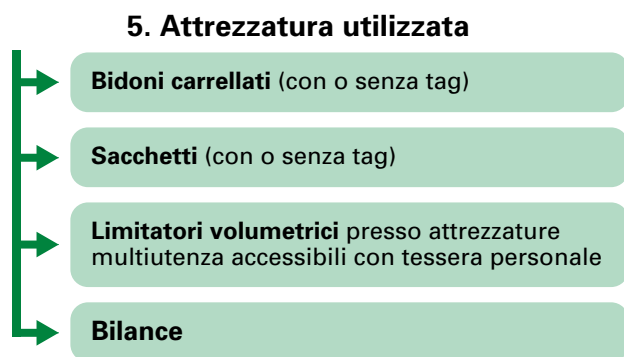 5. Attrezzatura utilizzata
Bidoni carrellati (con o senza tag)
Sacchetti (con o senza tag)
Limitatori volumetrici presso attrezzature
multiutenza accessibili con tessera personale
Bilance